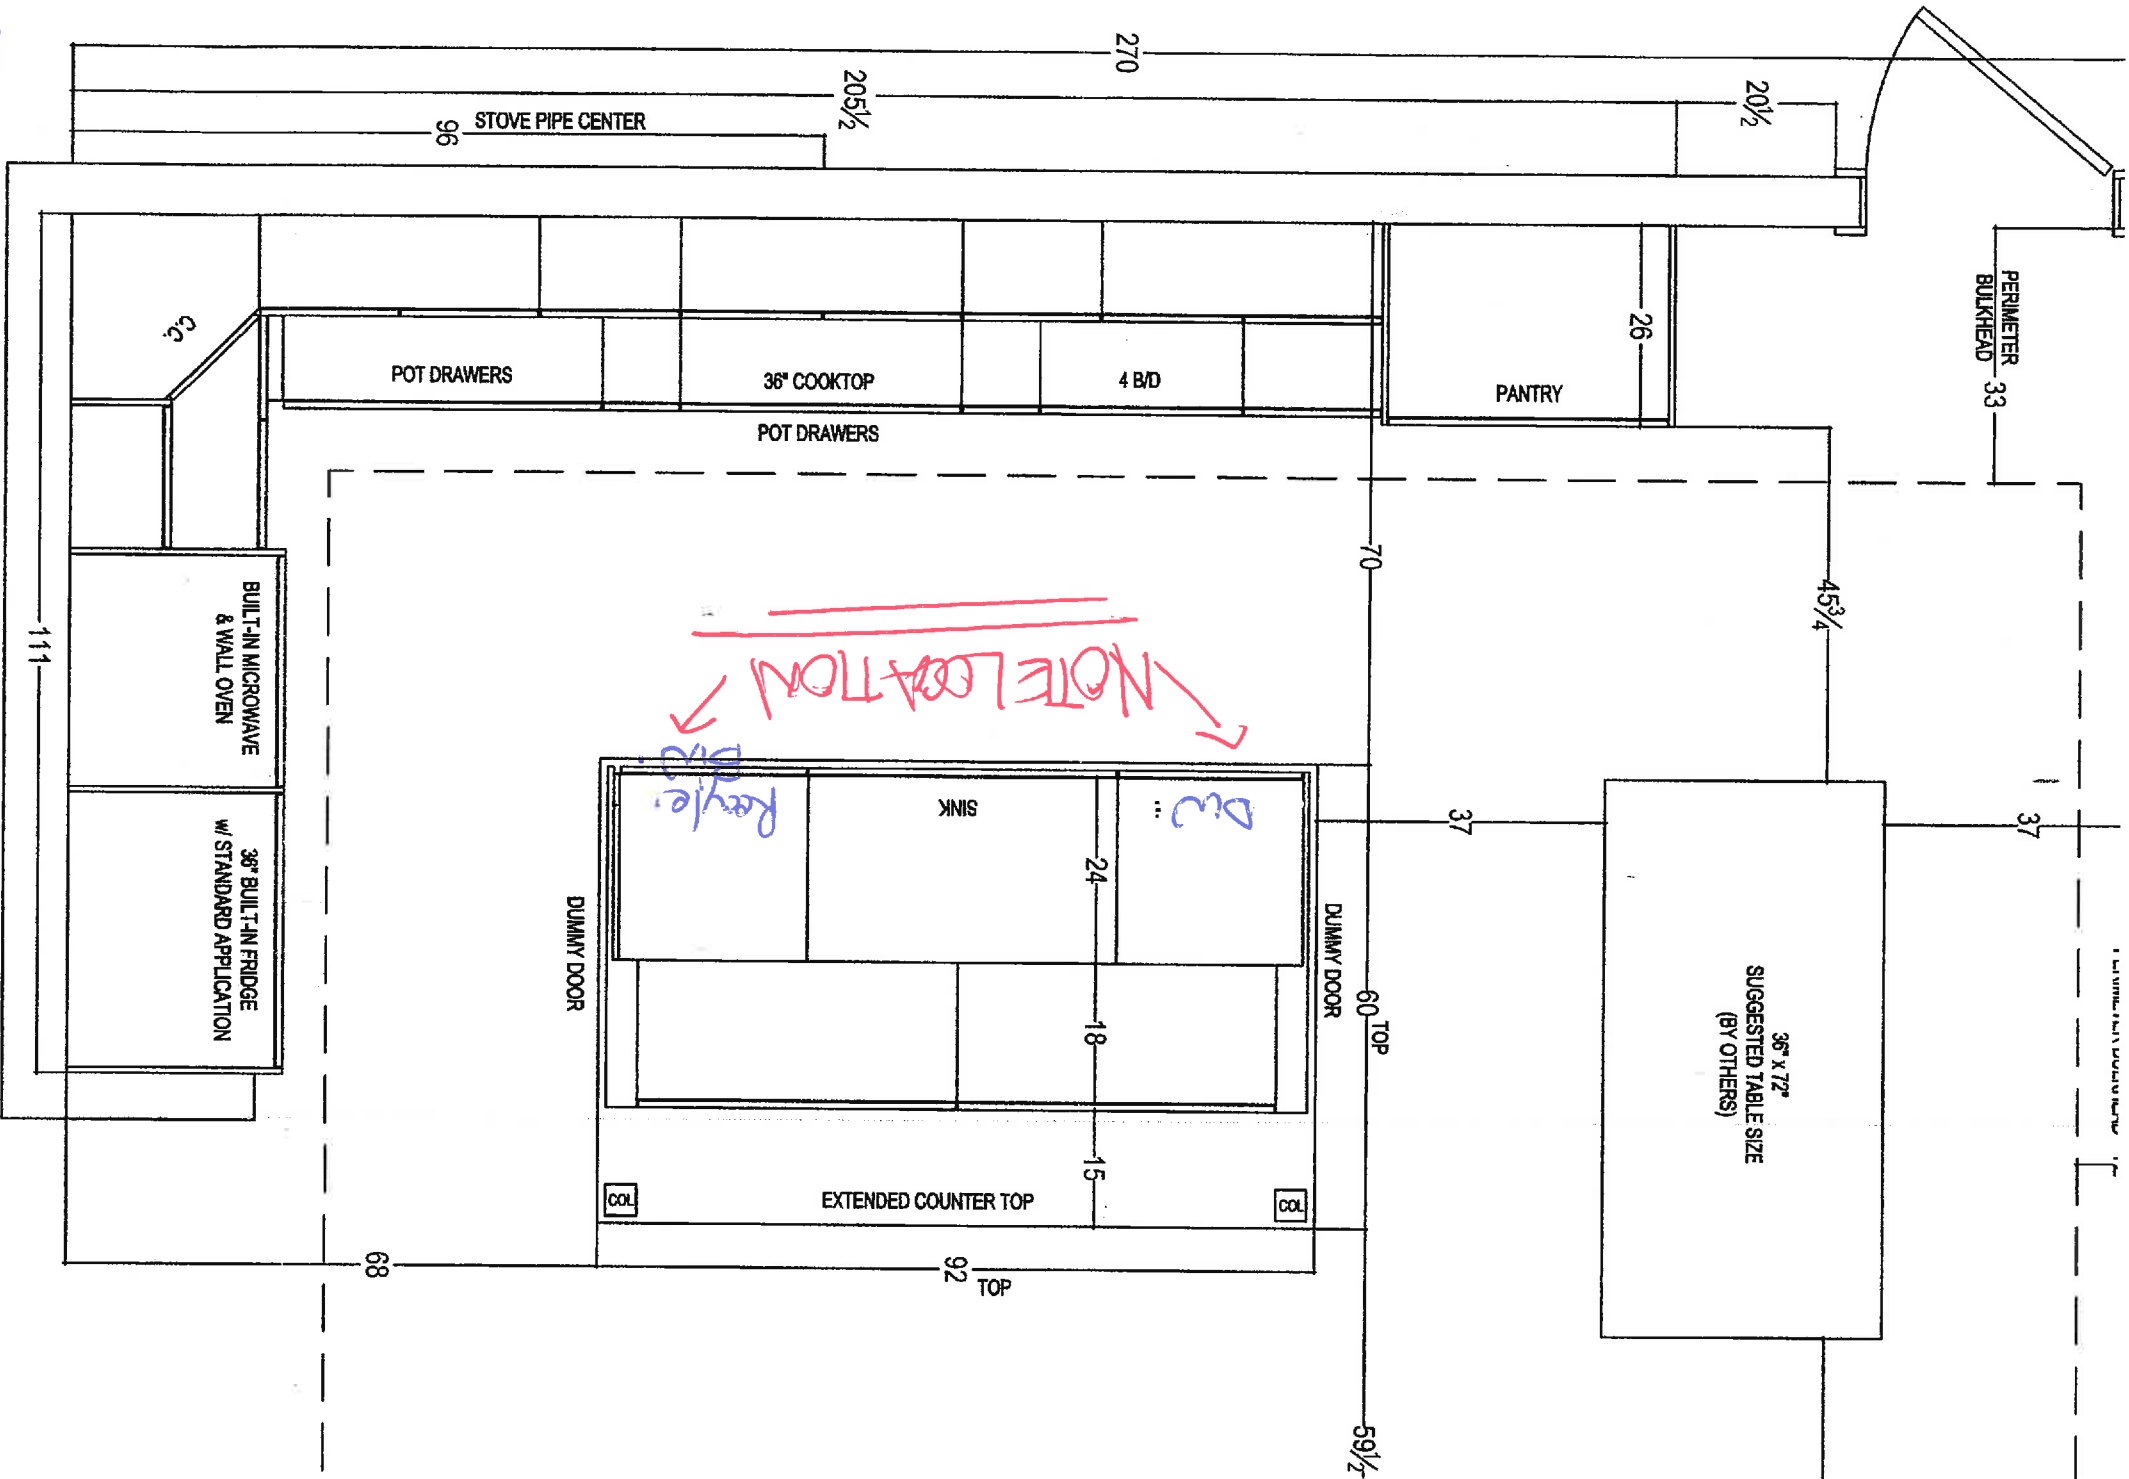 270
205½
20½
STOVE PIPE CENTER
96
PERIMETER
BULKHEAD
33
26
C.C.
POT DRAWERS
36" COOKTOP
4 B/D
PANTRY
POT DRAWERS
70
45¾
111
BUILT-IN MICROWAVE
& WALL OVEN
NOTE LOCATION
36" BUILT-IN FRIDGE
w/ STANDARD APPLICATION
SINK
D/W
24
37
37
DUMMY DOOR
DUMMY DOOR
18
60 TOP
36" x 72"
SUGGESTED TABLE SIZE
(BY OTHERS)
15
COL
EXTENDED COUNTER TOP
COL
68
92 TOP
59½